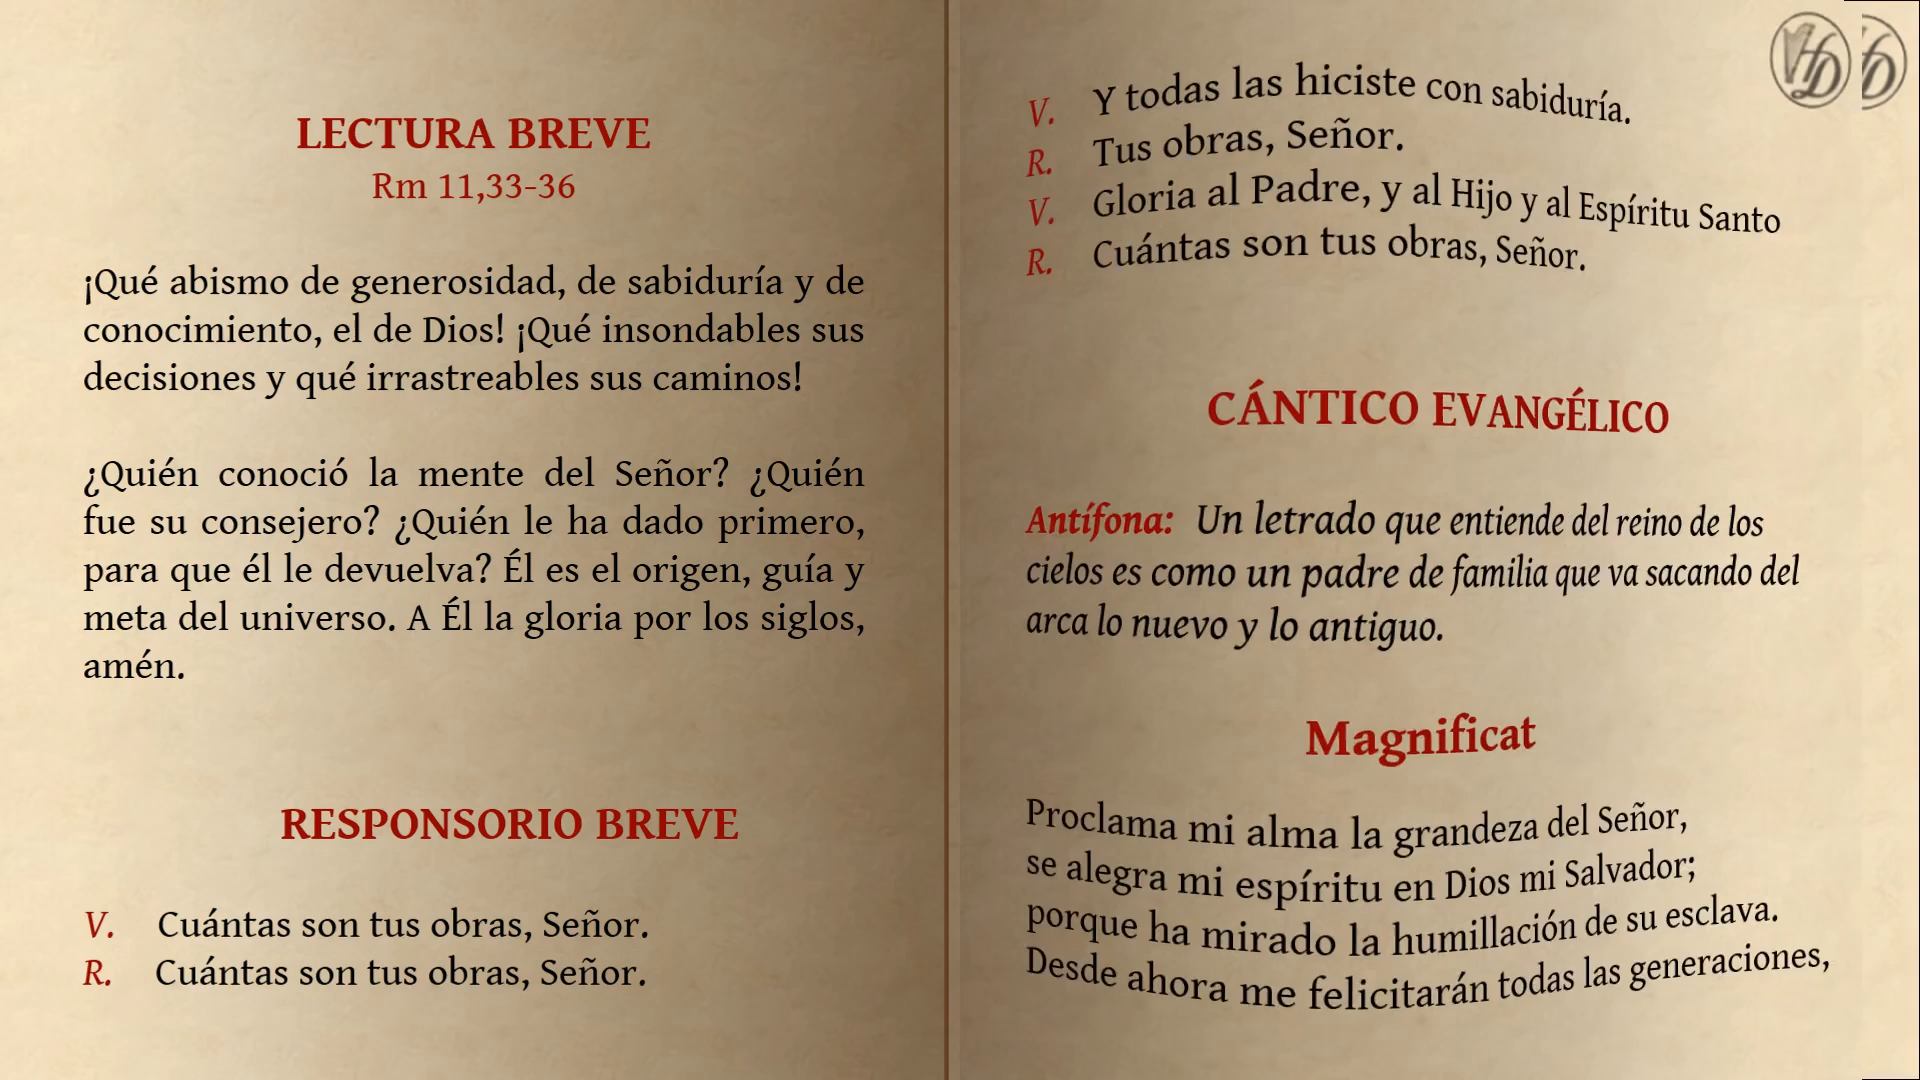 LECTURA BREVE
Rm 11,33-36
¡Qué abismo de generosidad, de sabiduría y de
conocimiento, el de Dios! ¡Qué insondables sus
decisiones y qué irrastreables sus caminos!
¿Quién conoció la mente del Señor? ¿Quién
fue su consejero? ¿Quién le ha dado primero,
para que él le devuelva? Él es el origen, guía y
meta del universo. A Él la gloria por los siglos,
amén.
RESPONSORIO BREVE
V. Cuántas son tus obras, Señor.
R. Cuántas son tus obras, Señor.
V. Y todas las hiciste con sabiduría.
R. Tus obras, Señor.
V. Gloria al Padre, y al Hijo y al Espíritu Santo
R. Cuántas son tus obras, Señor.
CÁNTICO EVANGÉLICO
Antífona: Un letrado que entiende del reino de los
cielos es como un padre de familia que va sacando del
arca lo nuevo y lo antiguo.
Magnificat
Proclama mi alma la grandeza del Señor,
se alegra mi espíritu en Dios mi Salvador;
porque ha mirado la humillación de su esclava.
Desde ahora me felicitarán todas las generaciones,